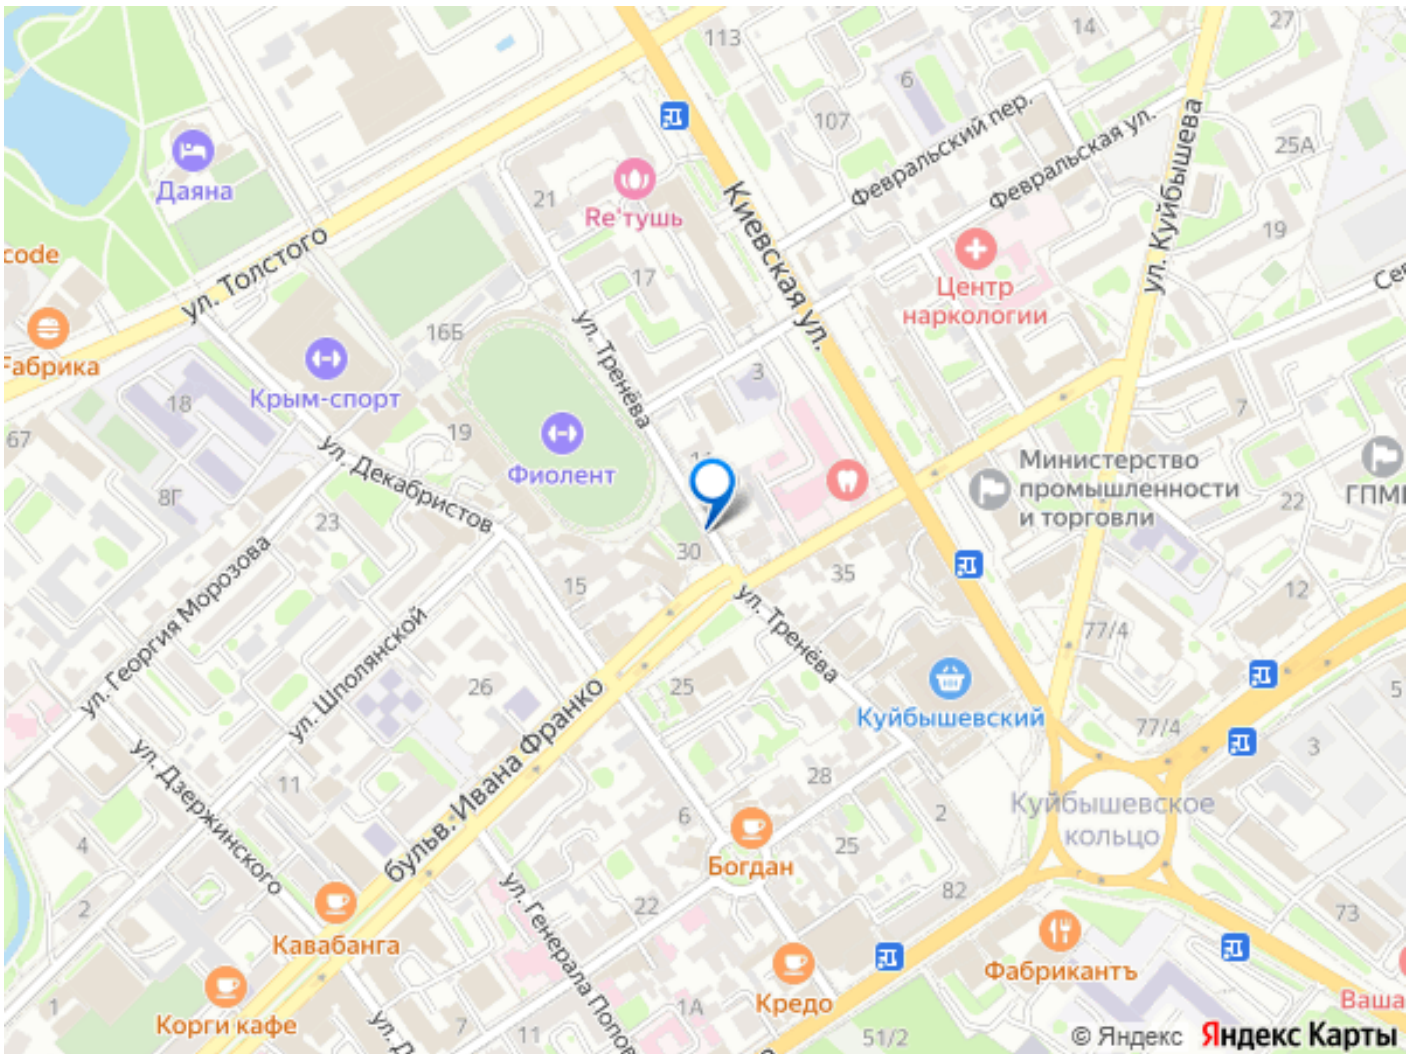 113
14
27
6
107
Февральский пер.
Февральская ул.
ул. Куйбышева
25А
Даяна
21
Re'тушь
Киевская ул.
19
code
ул. Толстого
17
Центр
наркологии
Фабрика
16Б
ул. Тренёва
Крым-спорт
3
18
67
19
7
Фиолент
ул. Декабристов
Министерство
промышленности
и торговли
8Г
23
22
30
35
15
12
ул. Георгия Морозова
ул. Шполянской
ул. Тренёва
77/4
26
25
Куйбышевский
5
77/4
3
бульв. Ивана Франко
ул. Дзержинского
11
28
Куйбышевское
кольцо
6
2
4
25
Богдан
82
2
22
73
Кавабанга
ул. Генерала
Фабрикантъ
1
Кредо
1А
Корги кафе
7
11
51/2
Ваша
© Яндекс Яндекс Карты